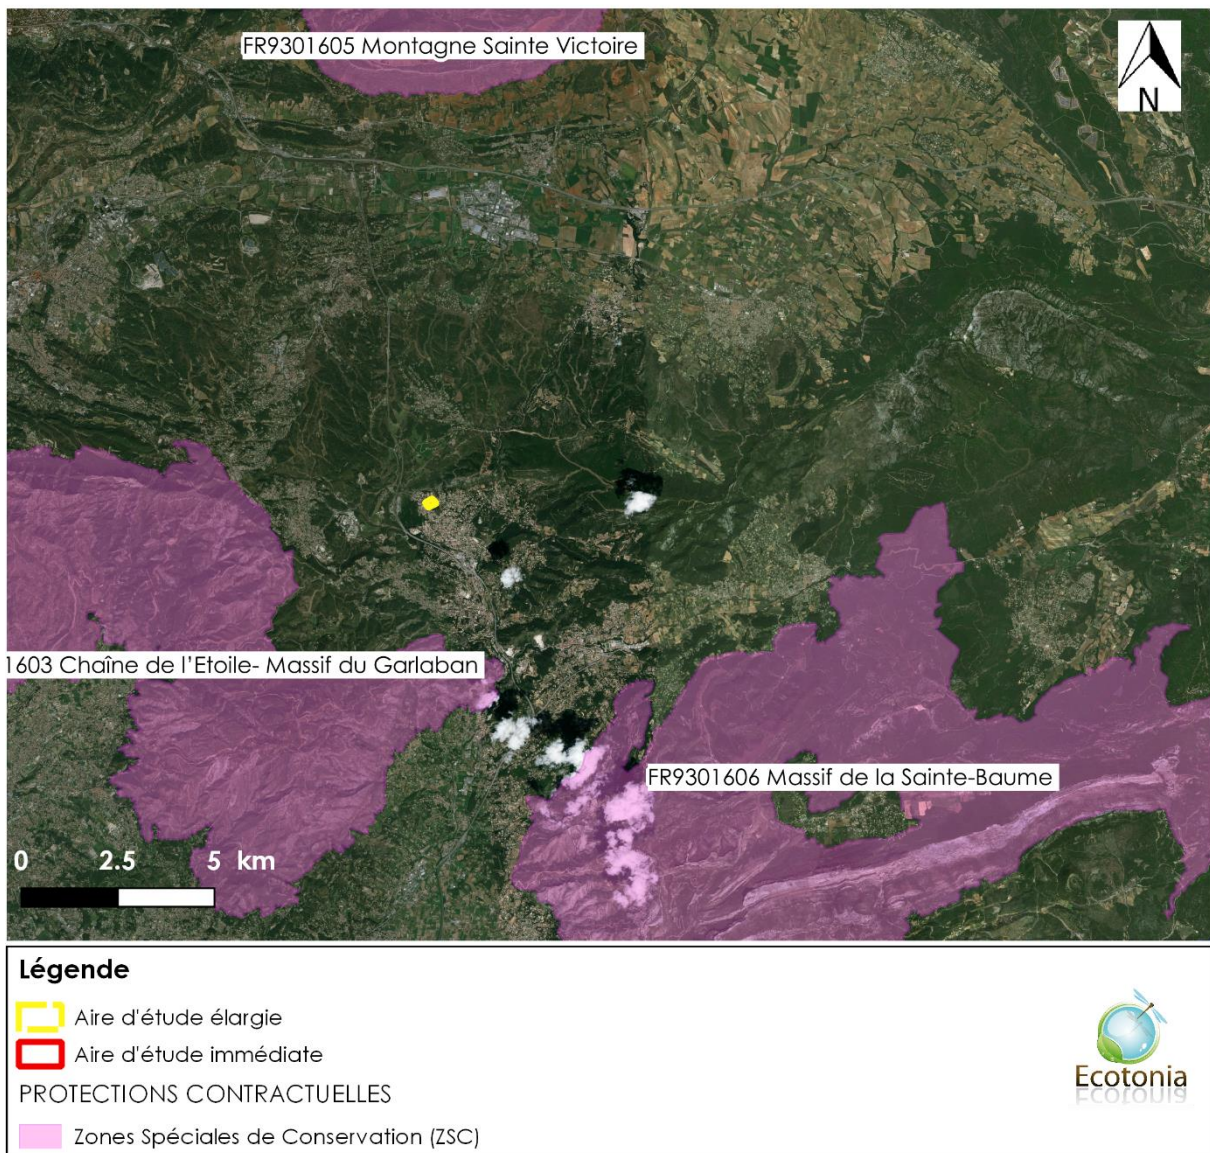 FR9301605 Montagne Sainte Victoire
N
1603 Chaîne de l'Etoile- Massif du Garlaban
FR9301606 Massif de la Sainte-Baume
0 2.5 5 km
Légende
Aire d'étude élargie
Aire d'étude immédiate
PROTECTIONS CONTRACTUELLES
Zones Spéciales de Conservation (ZSC)
Ecotonia